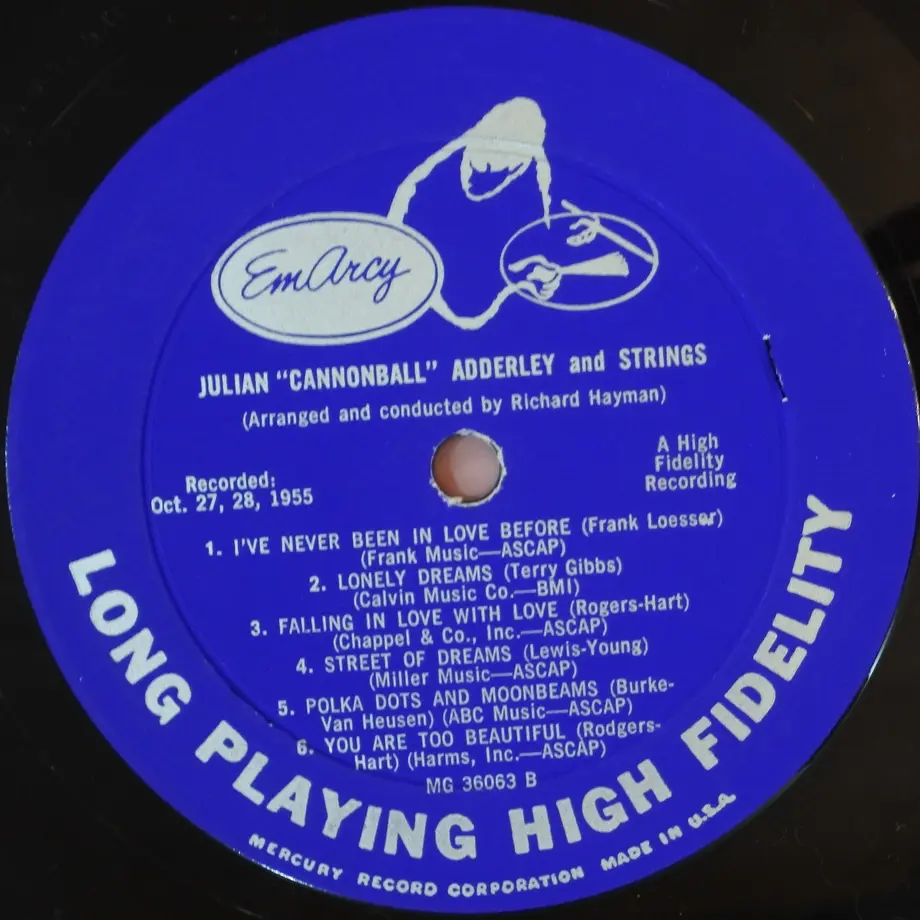 EmArcy
JULIAN "CANNONBALL" ADDERLEY and STRINGS
(Arranged and conducted by Richard Hayman)
Recorded:
Oct. 27, 28, 1955
A High
Fidelity
Recording
1. I'VE NEVER BEEN IN LOVE BEFORE (Frank Loesser)
(Frank Music—ASCAP)
2. LONELY DREAMS (Terry Gibbs)
(Calvin Music Co.—BMI)
3. FALLING IN LOVE WITH LOVE (Rogers-Hart)
(Chappel & Co., Inc.—ASCAP)
4. STREET OF DREAMS (Lewis-Young)
(Miller Music—ASCAP)
5. POLKA DOTS AND MOONBEAMS (Burke-
Van Heusen) (ABC Music—ASCAP)
6. YOU ARE TOO BEAUTIFUL (Rodgers-
Hart) (Harms, Inc.—ASCAP)
MG 36063 B
LONG PLAYING HIGH FIDELITY
MERCURY RECORD CORPORATION MADE IN U.S.A.